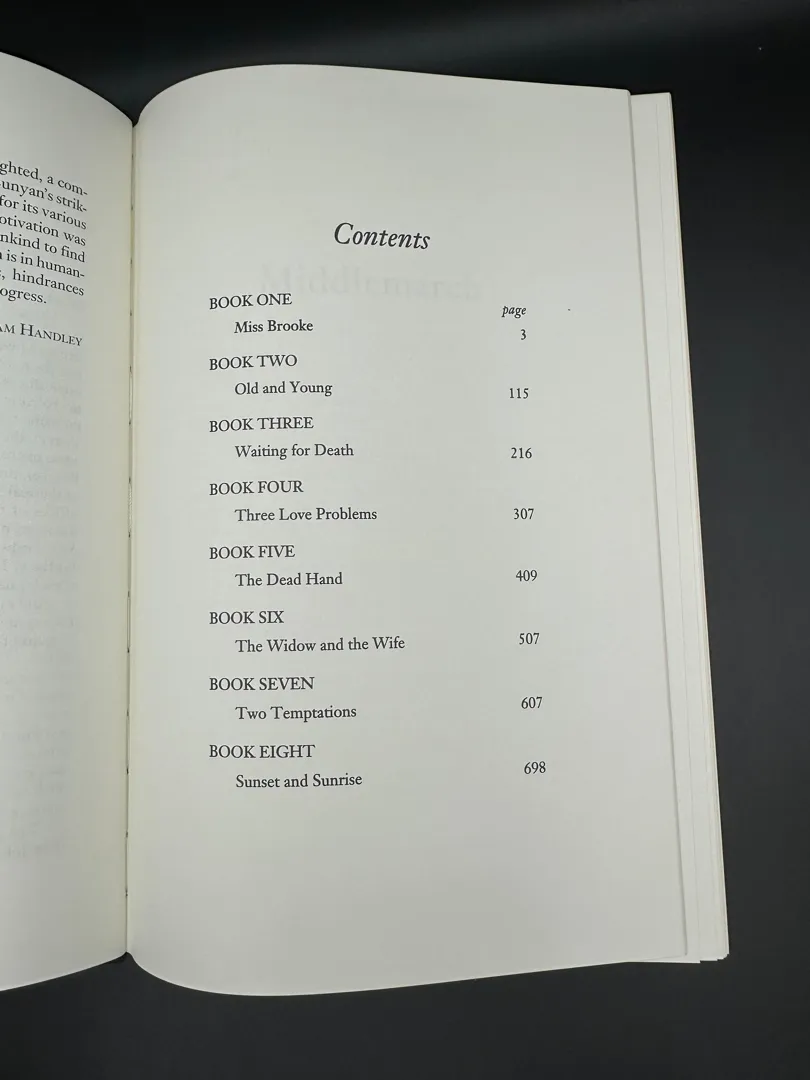 ghted, a com-
unyan's strik-
for its various
otivation was
nkind to find
is in human-
, hindrances
ogress.
AM HANDLEY
Contents
Middlemarch
page
BOOK ONE
Miss Brooke 3
BOOK TWO
Old and Young 115
BOOK THREE
Waiting for Death 216
BOOK FOUR
Three Love Problems 307
BOOK FIVE
The Dead Hand 409
BOOK SIX
The Widow and the Wife 507
BOOK SEVEN
Two Temptations 607
BOOK EIGHT
Sunset and Sunrise 698